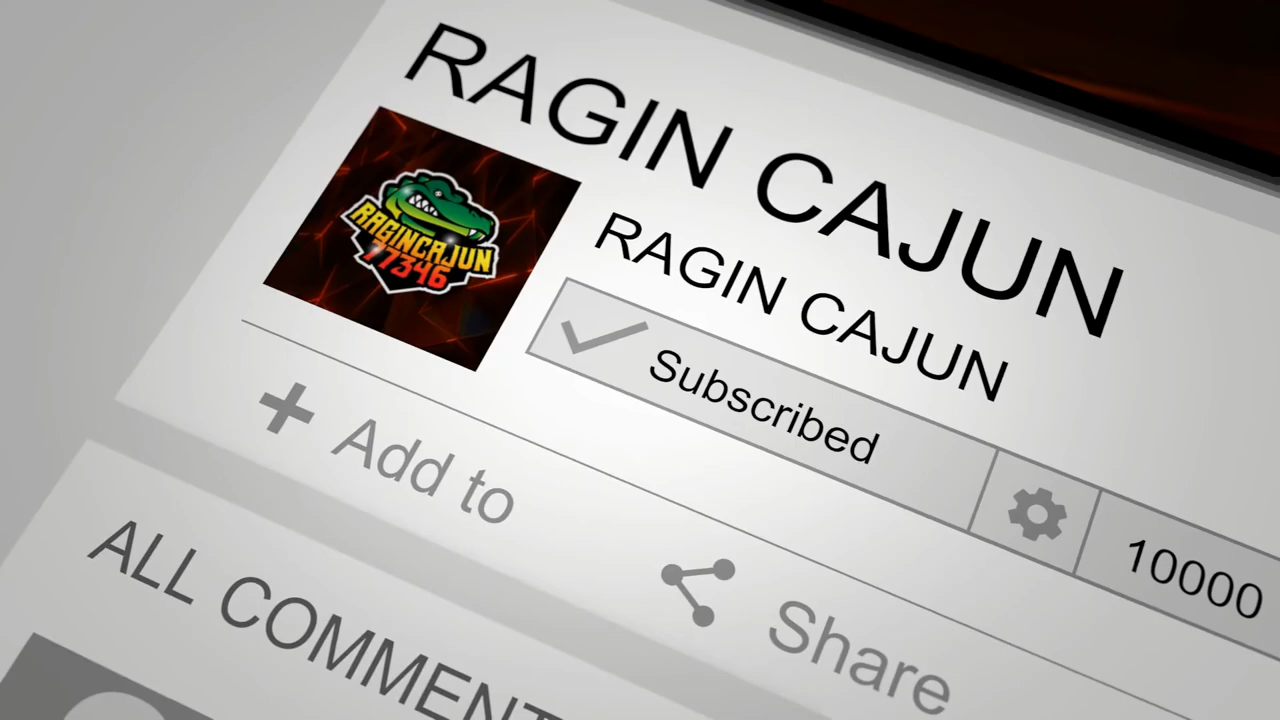 RAGIN CAJUN
RAGINCAJUN
77346
RAGIN CAJUN
Subscribed
10000
Add to
Share
ALL COMMENT